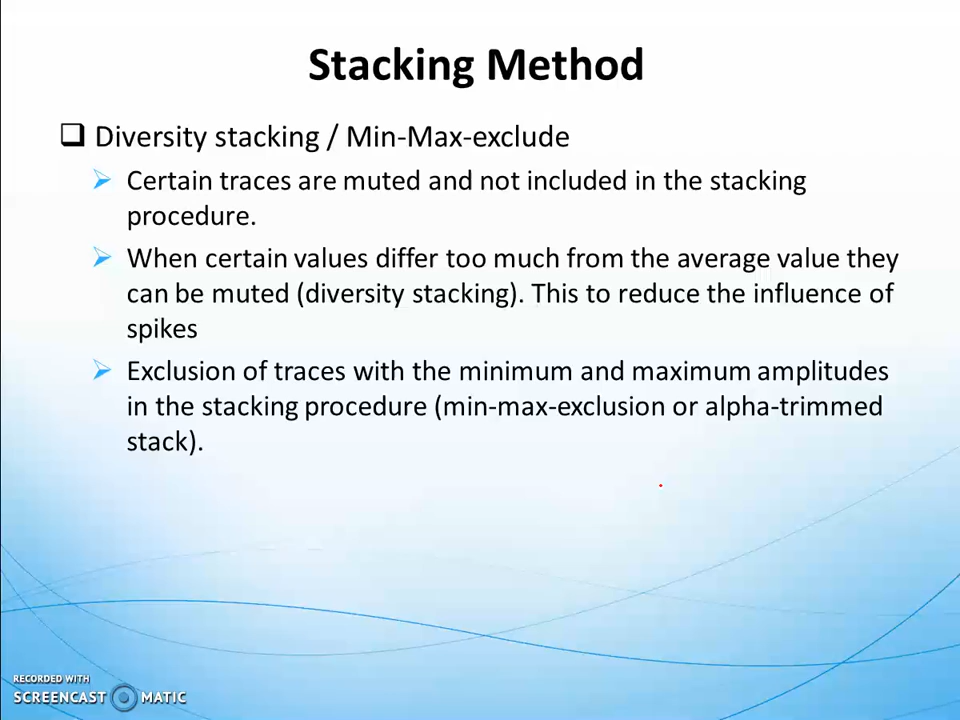 Stacking Method
Diversity stacking / Min-Max-exclude
Certain traces are muted and not included in the stacking
procedure.
When certain values differ too much from the average value they
can be muted (diversity stacking). This to reduce the influence of
spikes
Exclusion of traces with the minimum and maximum amplitudes
in the stacking procedure (min-max-exclusion or alpha-trimmed
stack).
RECORDED WITH
SCREENCAST MATIC